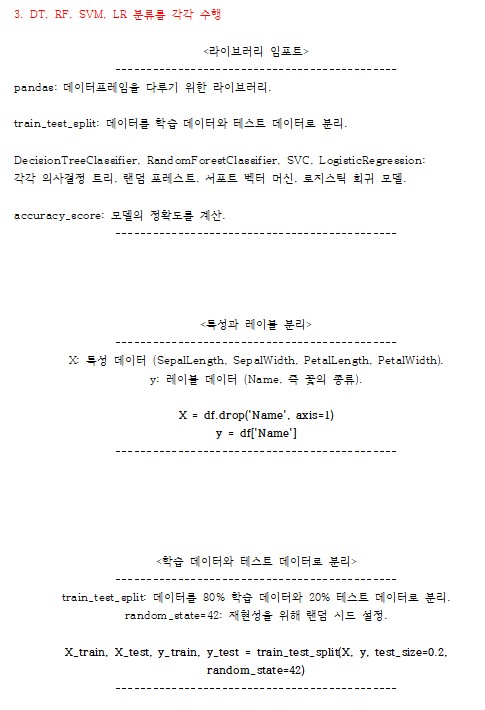 3. DT, RF, SVM, LR 분류를 각각 수행
<라이브러리 임포트>
---------------------------------------------
pandas: 데이터프레임을 다루기 위한 라이브러리.
train_test_split: 데이터를 학습 데이터와 테스트 데이터로 분리.
DecisionTreeClassifier, RandomForestClassifier, SVC, LogisticRegression:
각각 의사결정 트리, 랜덤 포레스트, 서포트 벡터 머신, 로지스틱 회귀 모델.
accuracy_score: 모델의 정확도를 계산.
---------------------------------------------
<특성과 레이블 분리>
---------------------------------------------
X: 특성 데이터 (SepalLength, SepalWidth, PetalLength, PetalWidth).
y: 레이블 데이터 (Name, 즉 꽃의 종류).
X = df.drop('Name', axis=1)
y = df['Name']
---------------------------------------------
<학습 데이터와 테스트 데이터로 분리>
---------------------------------------------
train_test_split: 데이터를 80% 학습 데이터와 20% 테스트 데이터로 분리.
random_state=42: 재현성을 위해 랜덤 시드 설정.
X_train, X_test, y_train, y_test = train_test_split(X, y, test_size=0.2,
random_state=42)
---------------------------------------------